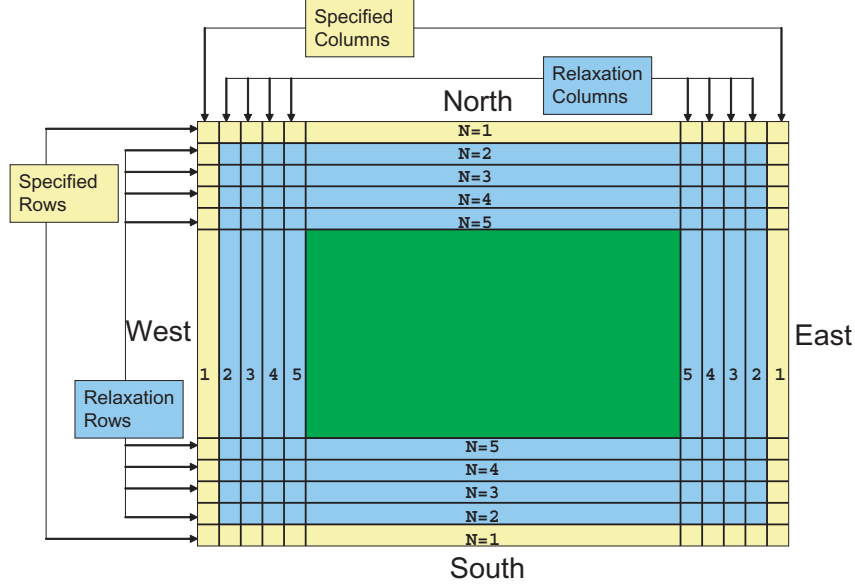 Specified
Columns
Relaxation
Columns
North
N=1
N=2
N=3
N=4
N=5
Specified
Rows
West
East
1 2 3 4 5 5 4 3 2 1
Relaxation
Rows
N=5
N=4
N=3
N=2
N=1
South